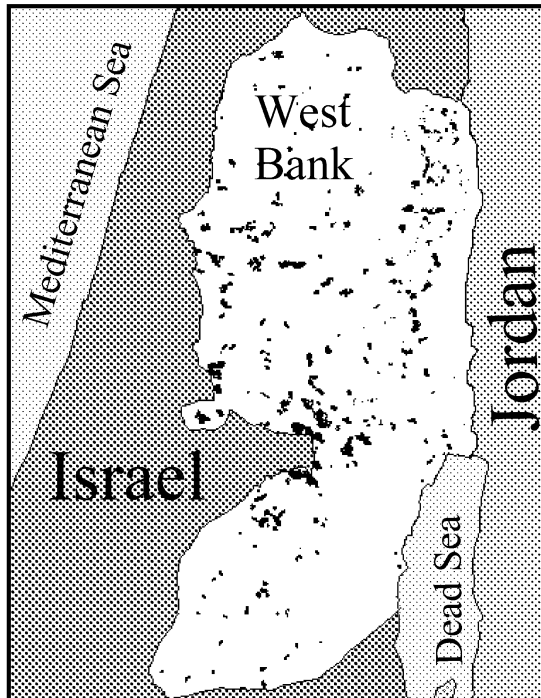 Mediterranean Sea
West
Bank
Jordan
Israel
Dead Sea